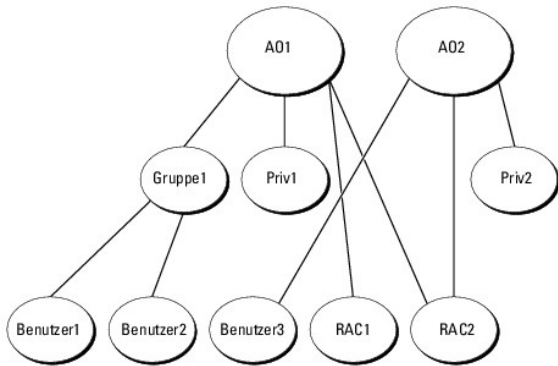 AO1
AO2
Gruppe1
Priv1
Priv2
Benutzer1
Benutzer2
Benutzer3
RAC1
RAC2